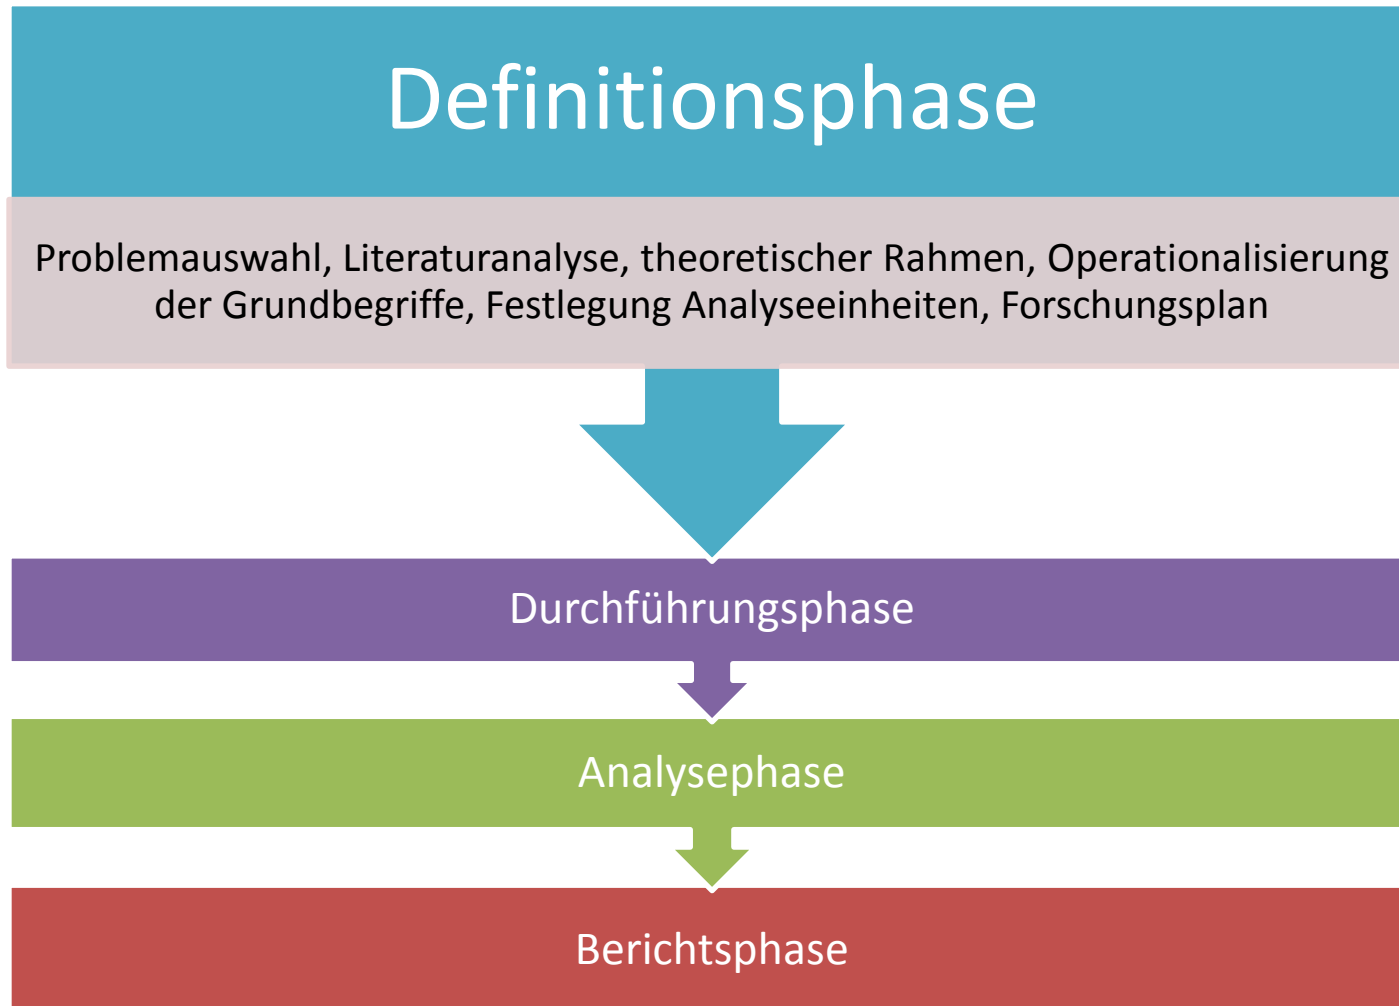 Definitionsphase
Problemauswahl, Literaturanalyse, theoretischer Rahmen, Operationalisierung
der Grundbegriffe, Festlegung Analyseeinheiten, Forschungsplan
Durchführungsphase
Analysephase
Berichtsphase